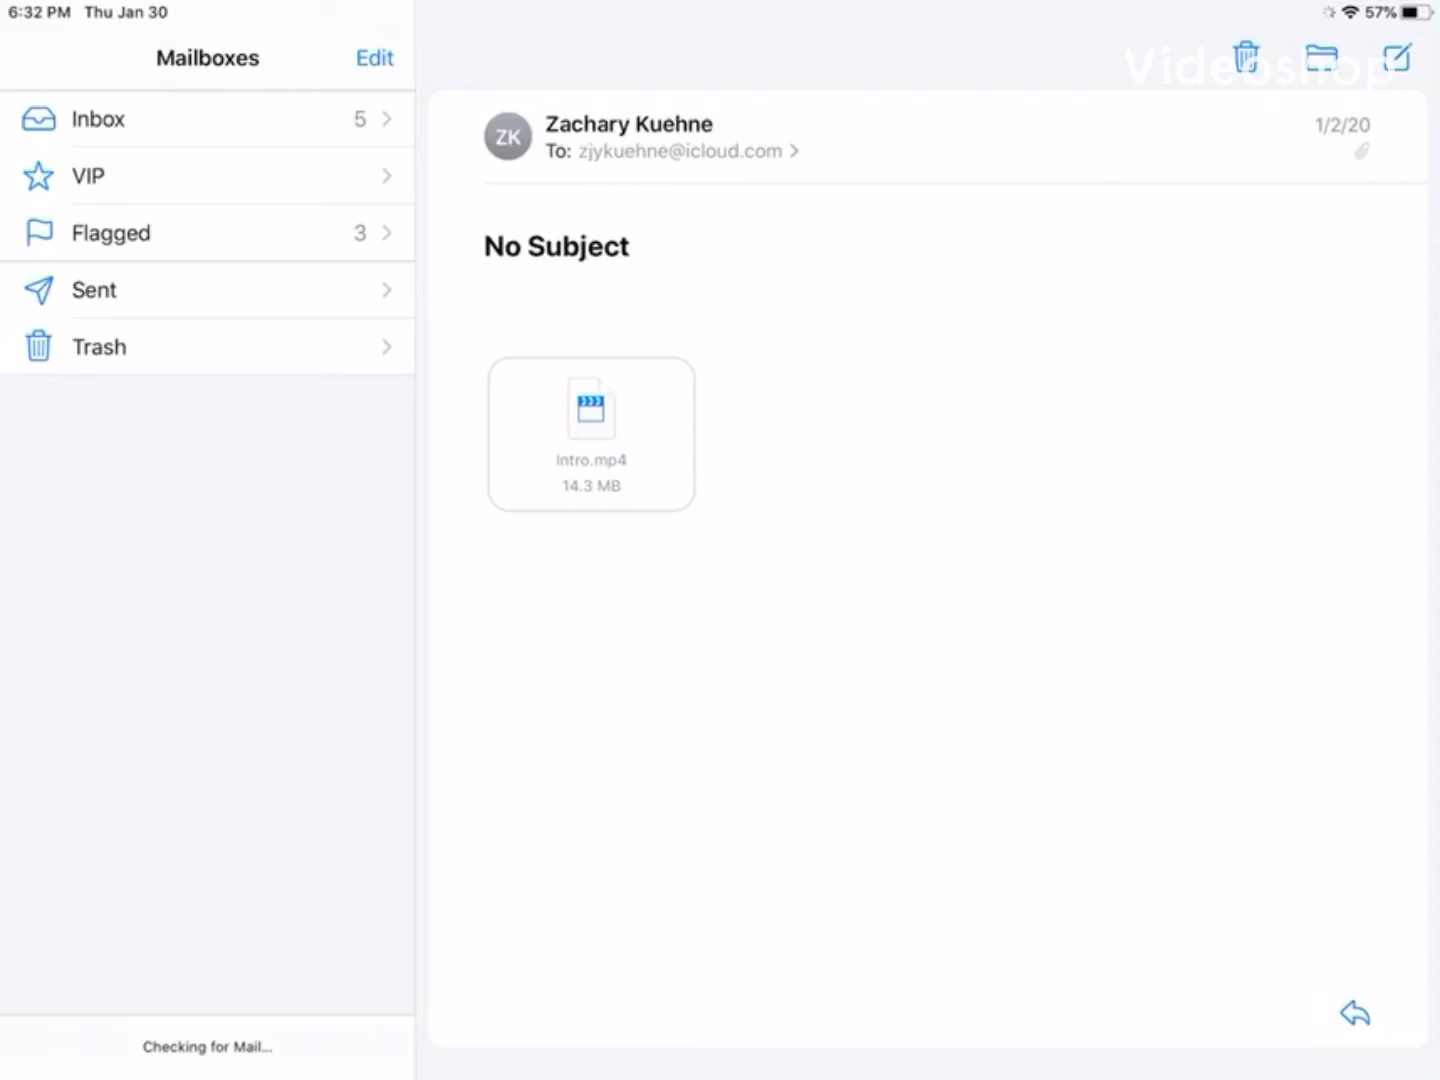 6:32 PM Thu Jan 30
57%
Mailboxes
Edit
Inbox 5
VIP
Flagged 3
Sent
Trash
Checking for Mail...
Videoshop
ZK
Zachary Kuehne
1/2/20
To: zjykuehne@icloud.com
No Subject
Intro.mp4
14.3 MB